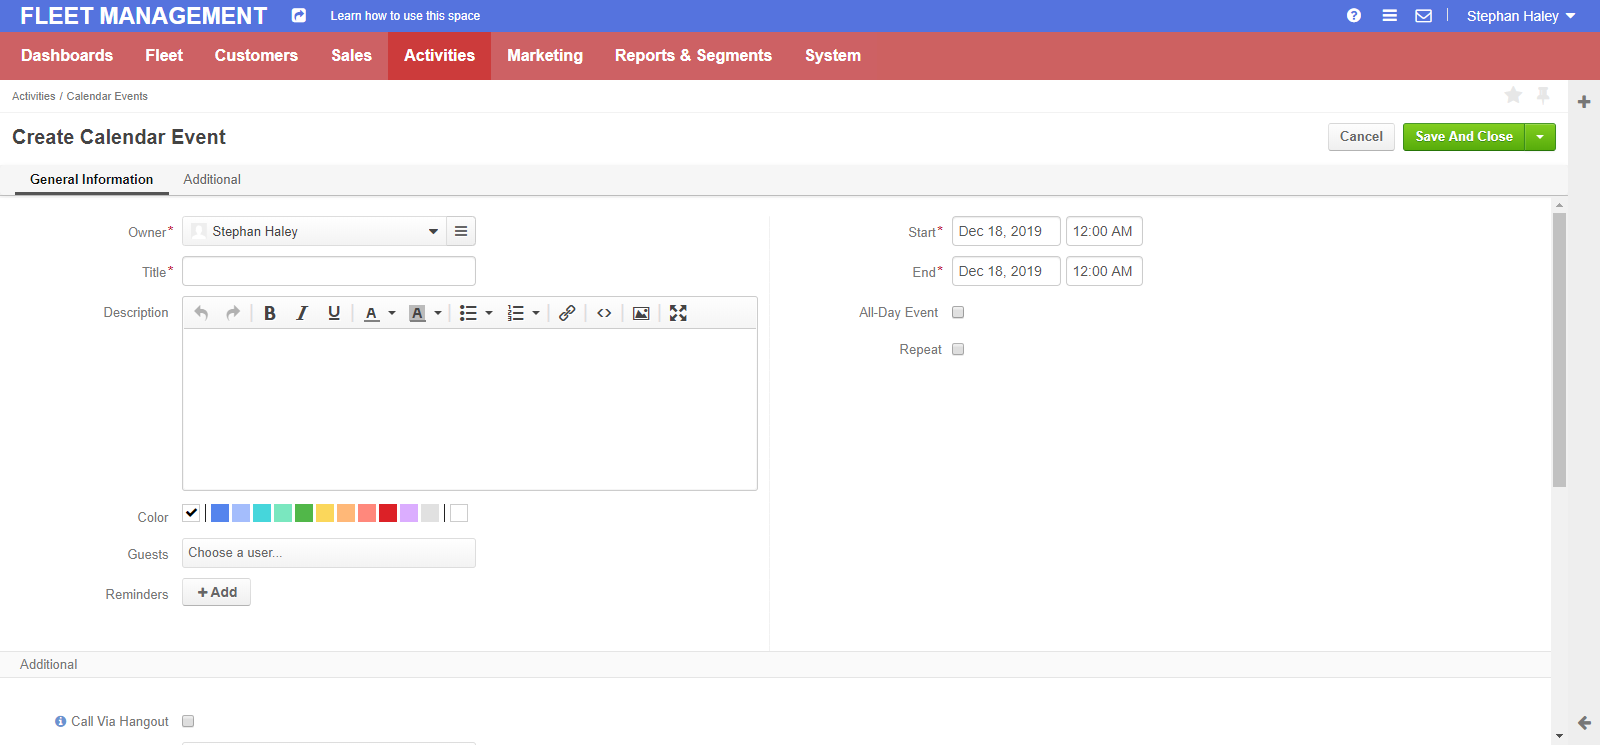 FLEET MANAGEMENT Learn how to use this space Stephan Haley
Dashboards Fleet Customers Sales Activities Marketing Reports & Segments System
Activities / Calendar Events
Create Calendar Event Cancel Save And Close
General Information Additional
Owner* Stephan Haley
Title*
Description B I U A A
Color
Guests Choose a user...
Reminders + Add
Start* Dec 18, 2019 12:00 AM
End* Dec 18, 2019 12:00 AM
All-Day Event
Repeat
Additional
Call Via Hangout